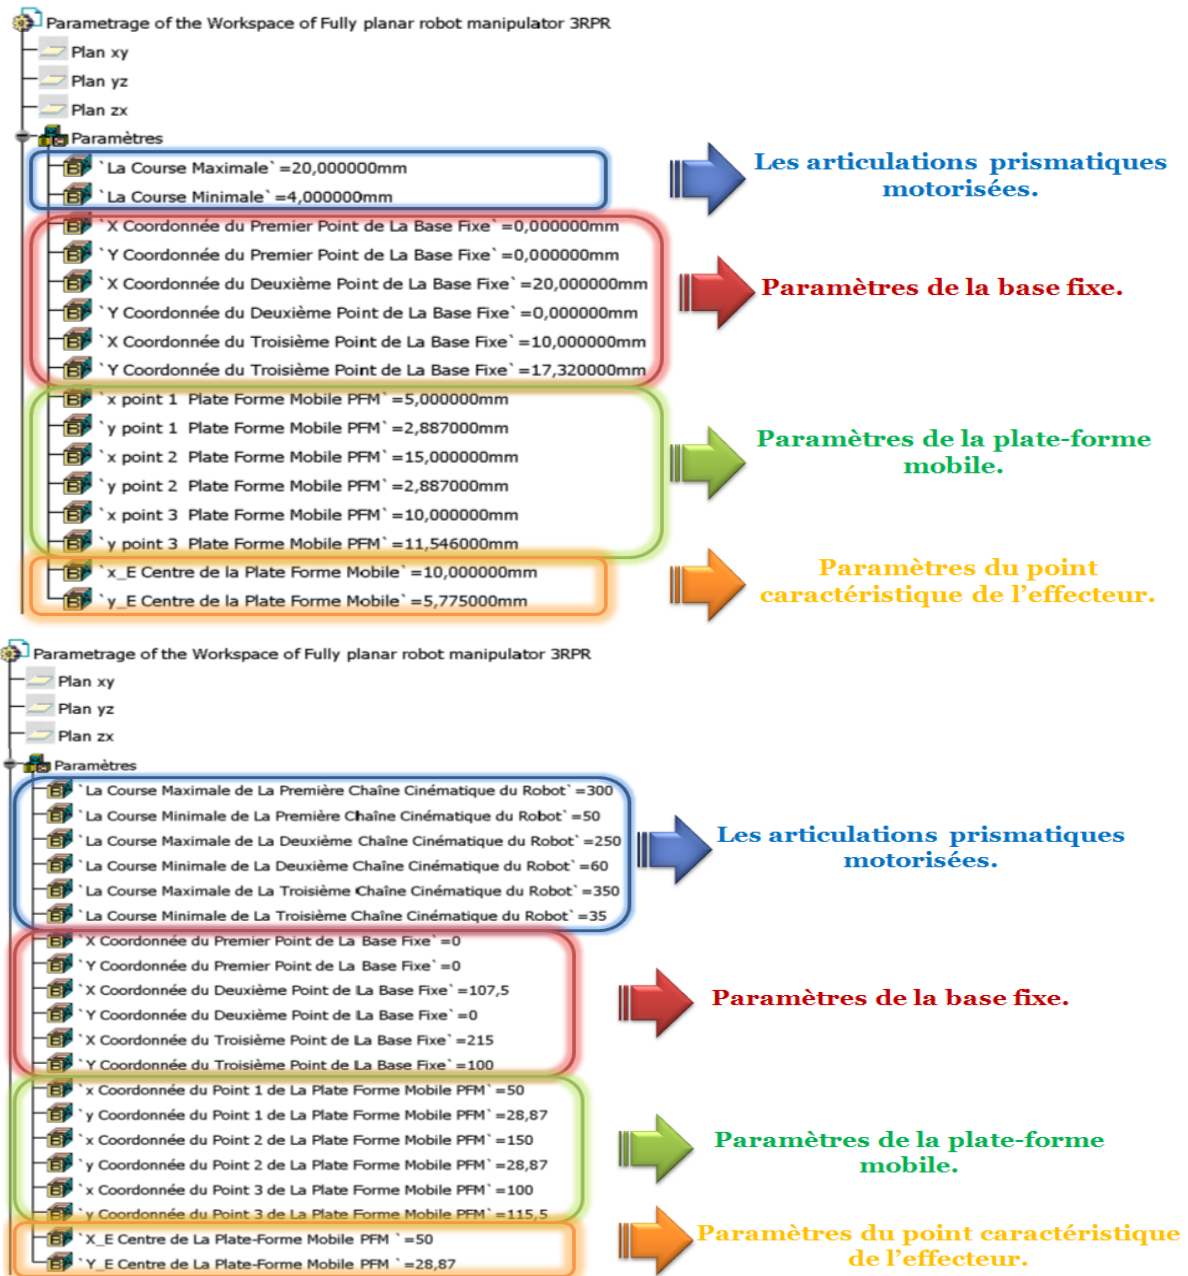 Parametrage of the Workspace of Fully planar robot manipulator 3RPR
Plan xy
Plan yz
Plan zx
Paramètres
`La Course Maximale`=20,000000mm
`La Course Minimale`=4,000000mm
Les articulations prismatiques
motorisées.
`X Coordonnée du Premier Point de La Base Fixe`=0,000000mm
`Y Coordonnée du Premier Point de La Base Fixe`=0,000000mm
`X Coordonnée du Deuxième Point de La Base Fixe`=20,000000mm
`Y Coordonnée du Deuxième Point de La Base Fixe`=0,000000mm
`X Coordonnée du Troisième Point de La Base Fixe`=10,000000mm
`Y Coordonnée du Troisième Point de La Base Fixe`=17,320000mm
Paramètres de la base fixe.
`x point 1 Plate Forme Mobile PFM`=5,000000mm
`y point 1 Plate Forme Mobile PFM`=2,887000mm
`x point 2 Plate Forme Mobile PFM`=15,000000mm
`y point 2 Plate Forme Mobile PFM`=2,887000mm
`x point 3 Plate Forme Mobile PFM`=10,000000mm
`y point 3 Plate Forme Mobile PFM`=11,546000mm
Paramètres de la plate-forme
mobile.
`x_E Centre de la Plate Forme Mobile`=10,000000mm
`y_E Centre de la Plate Forme Mobile`=5,775000mm
Paramètres du point
caractéristique de l'effecteur.
Parametrage of the Workspace of Fully planar robot manipulator 3RPR
Plan xy
Plan yz
Plan zx
Paramètres
`La Course Maximale de La Première Chaîne Cinématique du Robot`=300
`La Course Minimale de La Première Chaîne Cinématique du Robot`=50
`La Course Maximale de La Deuxième Chaîne Cinématique du Robot`=250
`La Course Minimale de La Deuxième Chaîne Cinématique du Robot`=60
`La Course Maximale de La Troisième Chaîne Cinématique du Robot`=350
`La Course Minimale de La Troisième Chaîne Cinématique du Robot`=35
Les articulations prismatiques
motorisées.
`X Coordonnée du Premier Point de La Base Fixe`=0
`Y Coordonnée du Premier Point de La Base Fixe`=0
`X Coordonnée du Deuxième Point de La Base Fixe`=107,5
`Y Coordonnée du Deuxième Point de La Base Fixe`=0
`X Coordonnée du Troisième Point de La Base Fixe`=215
`Y Coordonnée du Troisième Point de La Base Fixe`=100
Paramètres de la base fixe.
`x Coordonnée du Point 1 de La Plate Forme Mobile PFM`=50
`y Coordonnée du Point 1 de La Plate Forme Mobile PFM`=28,87
`x Coordonnée du Point 2 de La Plate Forme Mobile PFM`=150
`y Coordonnée du Point 2 de La Plate Forme Mobile PFM`=28,87
`x Coordonnée du Point 3 de La Plate Forme Mobile PFM`=100
`y Coordonnée du Point 3 de La Plate Forme Mobile PFM`=115,5
Paramètres de la plate-forme
mobile.
`X_E Centre de La Plate-Forme Mobile PFM `=50
`Y_E Centre de La Plate-Forme Mobile PFM `=28,87
Paramètres du point caractéristique
de l'effecteur.